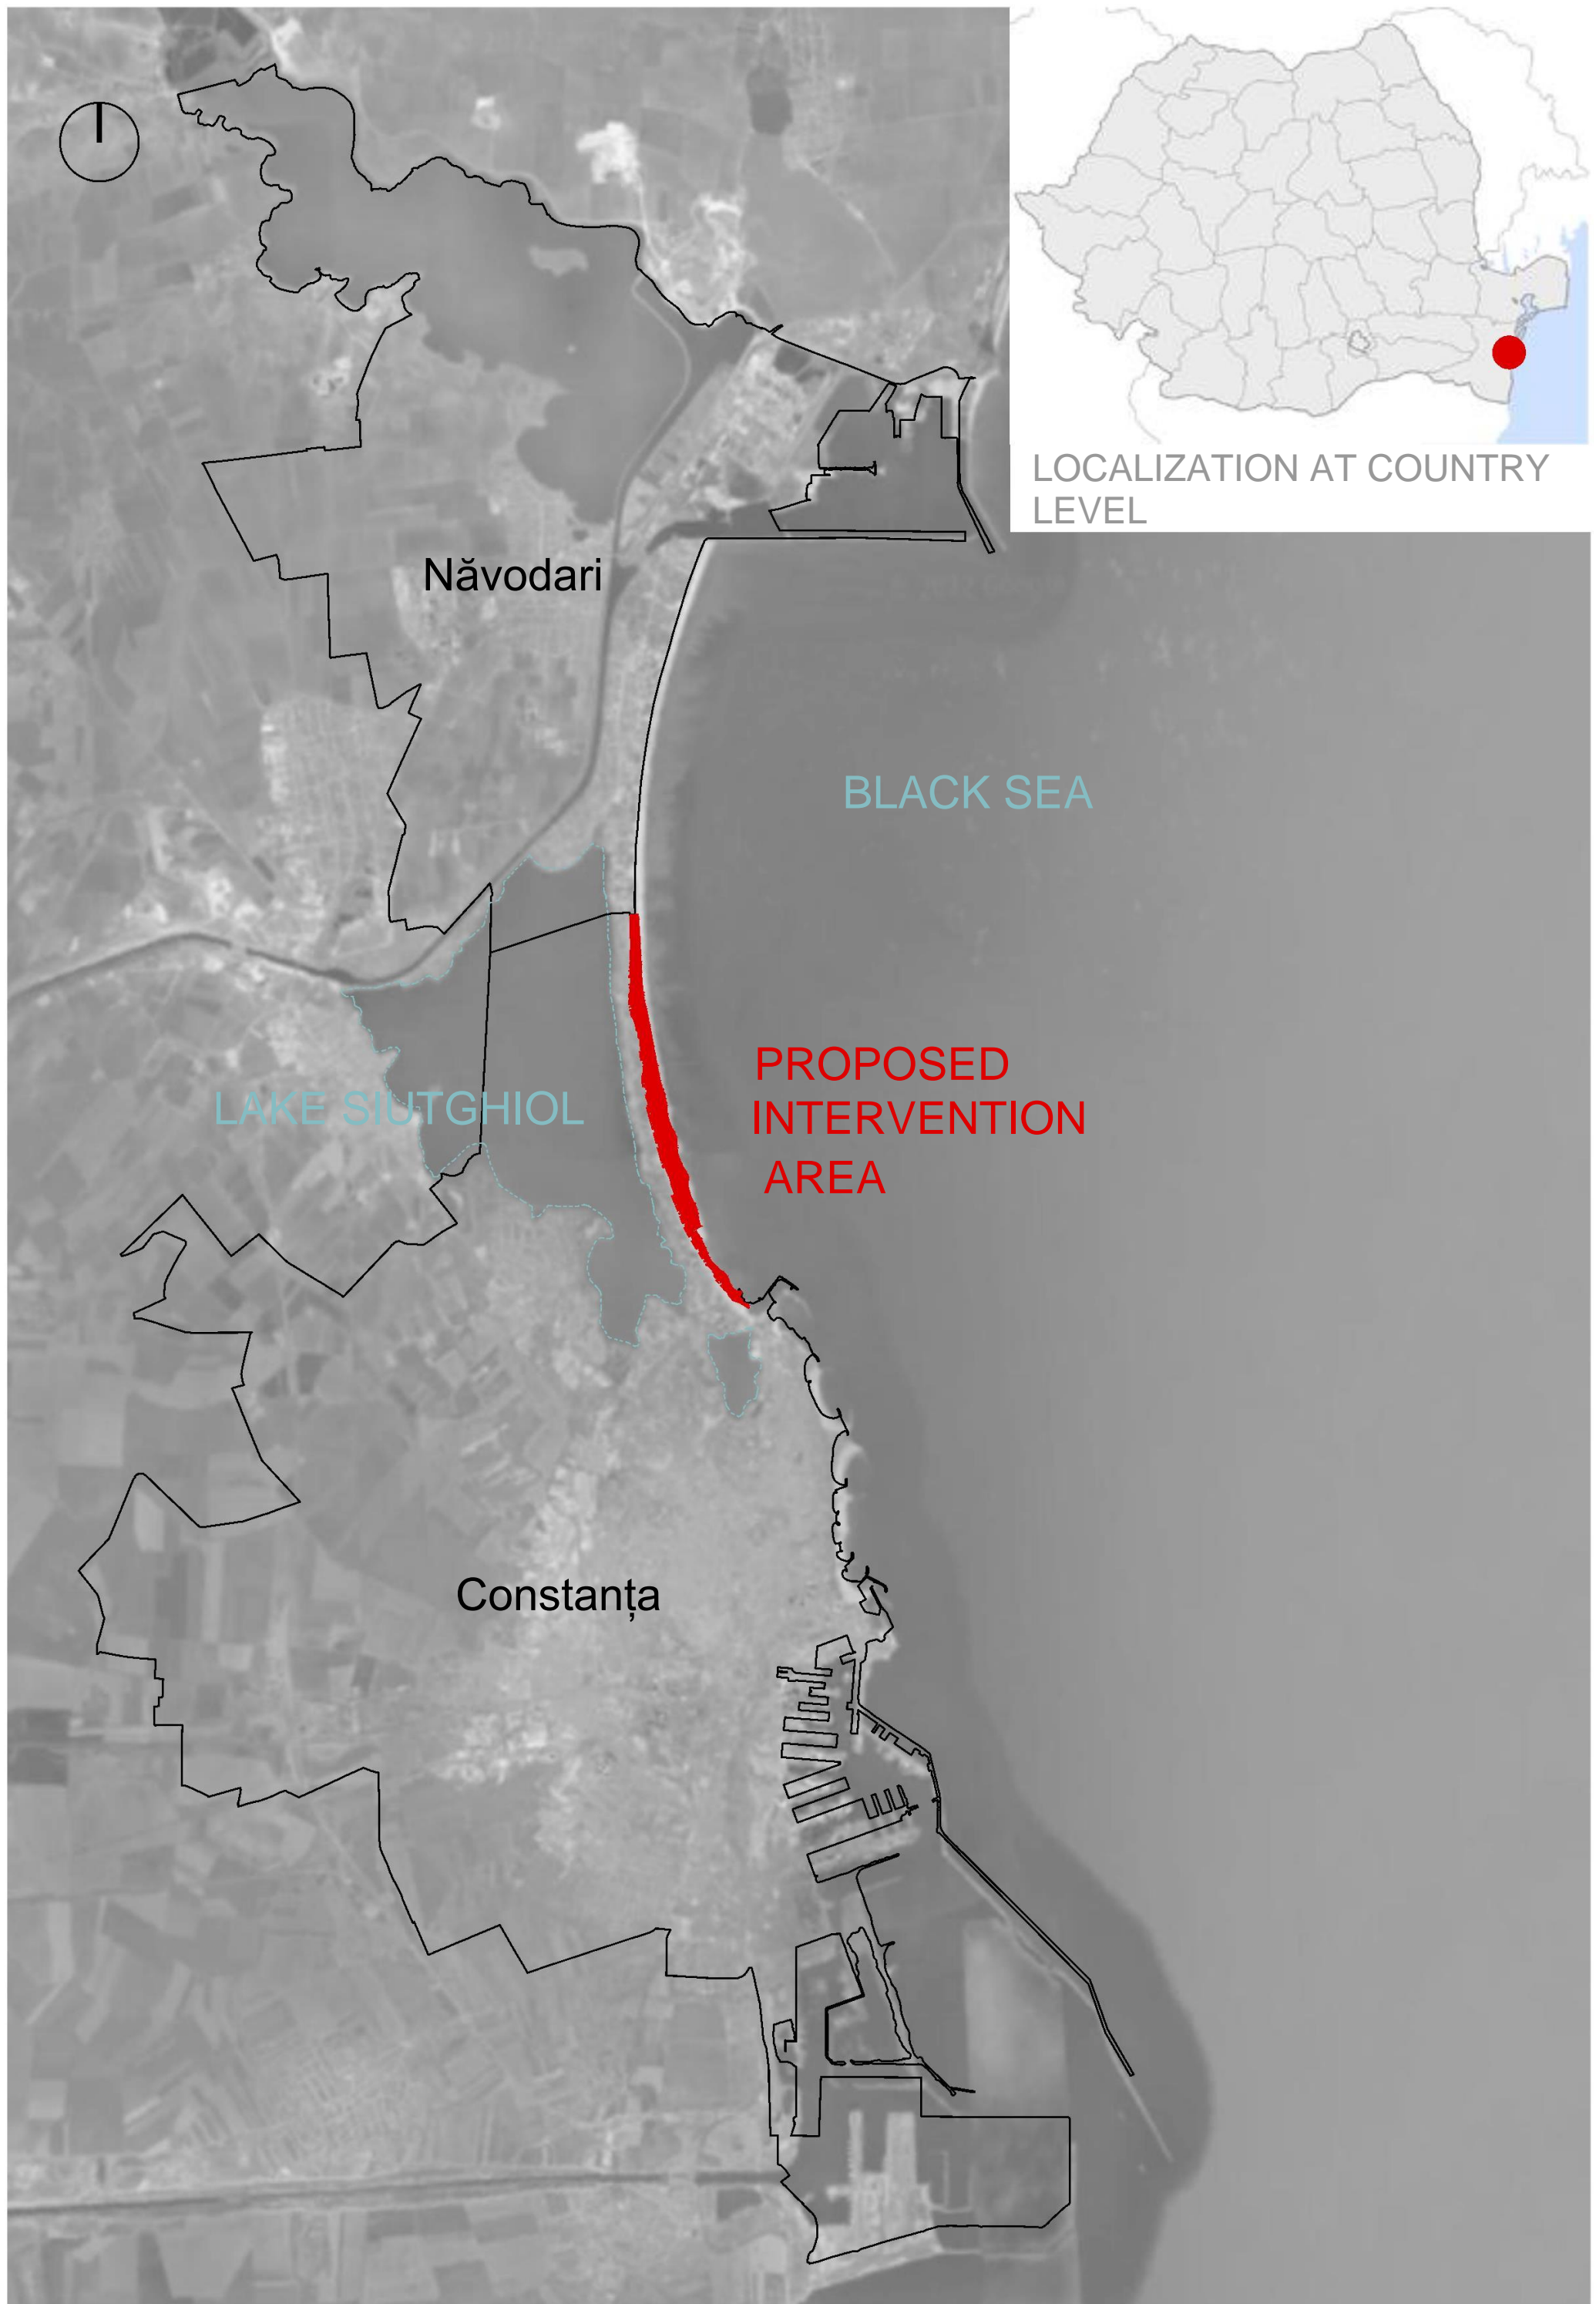 LOCALIZATION AT COUNTRY
LEVEL
Năvodari
BLACK SEA
PROPOSED
INTERVENTION
AREA
LAKE SIUTGHIOL
Constanța